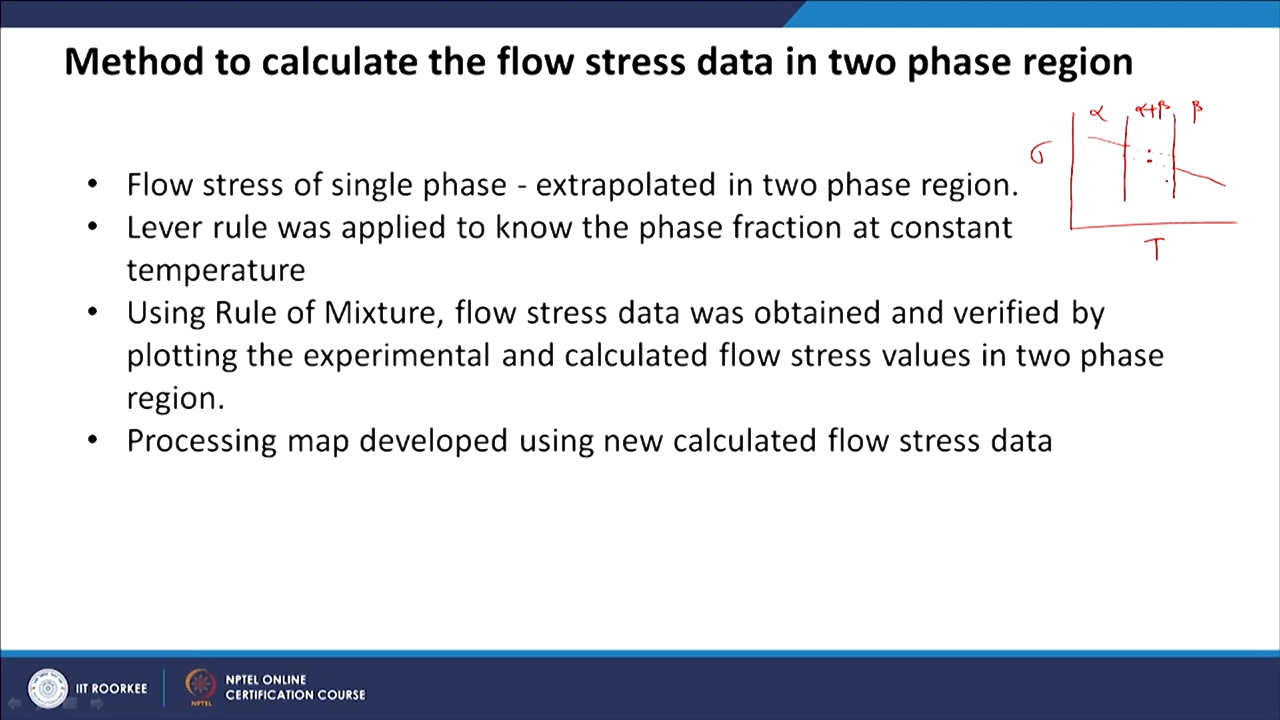 Method to calculate the flow stress data in two phase region
α α+β β
σ
T
• Flow stress of single phase - extrapolated in two phase region.
• Lever rule was applied to know the phase fraction at constant
temperature
• Using Rule of Mixture, flow stress data was obtained and verified by
plotting the experimental and calculated flow stress values in two phase
region.
• Processing map developed using new calculated flow stress data
IIT ROORKEE
NPTEL
NPTEL ONLINE
CERTIFICATION COURSE